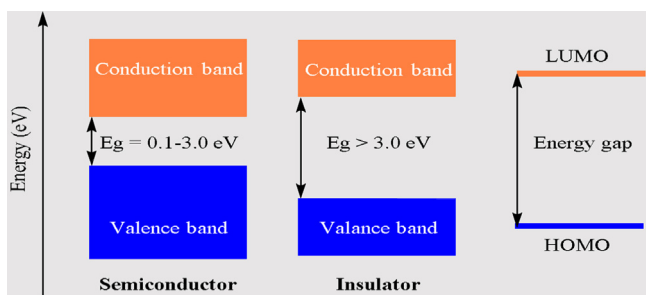 Energy (eV)
Conduction band
Eg = 0.1-3.0 eV
Valence band
Semiconductor
Conduction band
Eg > 3.0 eV
Valance band
Insulator
LUMO
Energy gap
HOMO